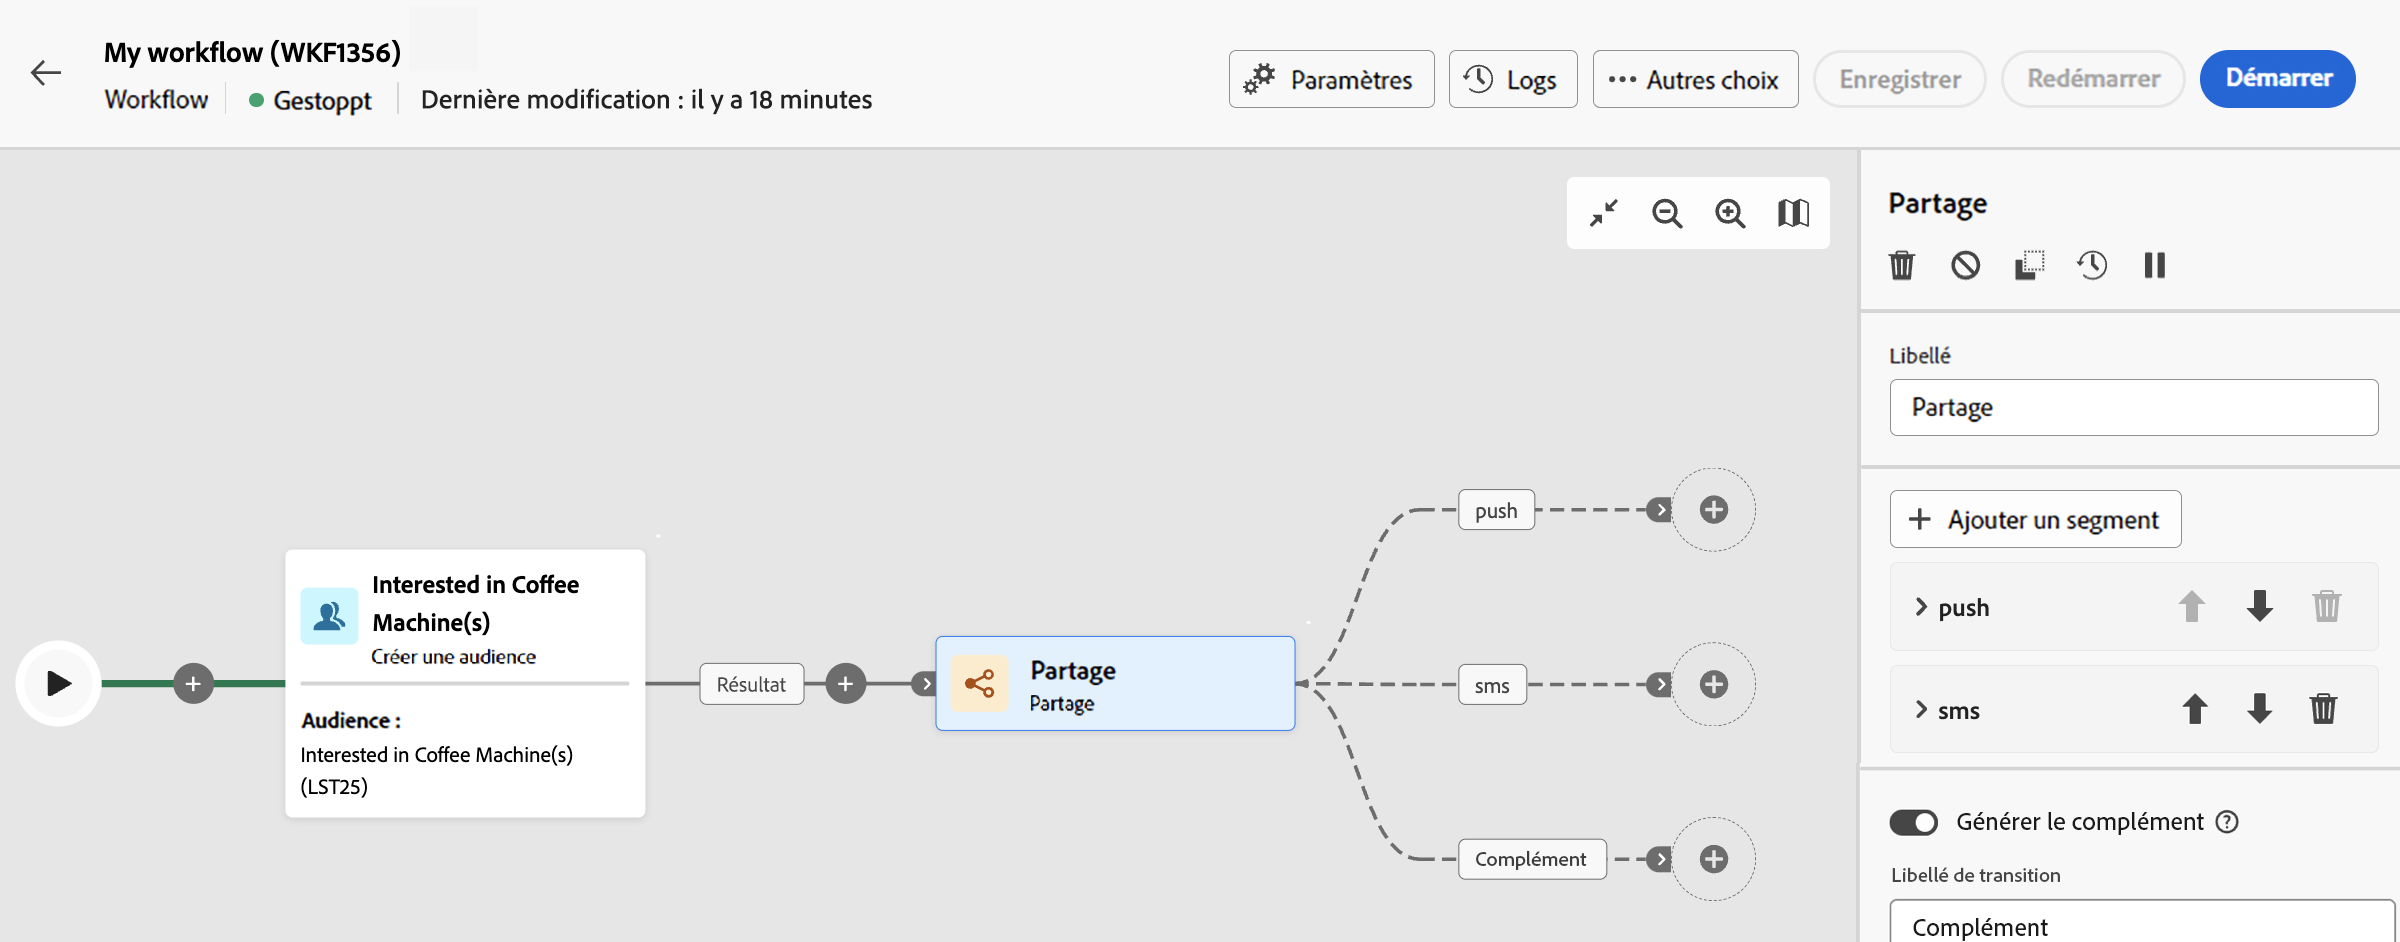 My workflow (WKF1356)
Workflow
Gestoppt
Dernière modification : il y a 18 minutes
Paramètres
Logs
Autres choix
Enregistrer
Redémarrer
Démarrer
Interested in Coffee
Machine(s)
Créer une audience
Audience :
Interested in Coffee Machine(s)
(LST25)
Résultat
Partage
Partage
push
sms
Complément
Partage
Libellé
Partage
Ajouter un segment
push
sms
Générer le complément
Libellé de transition
Complément